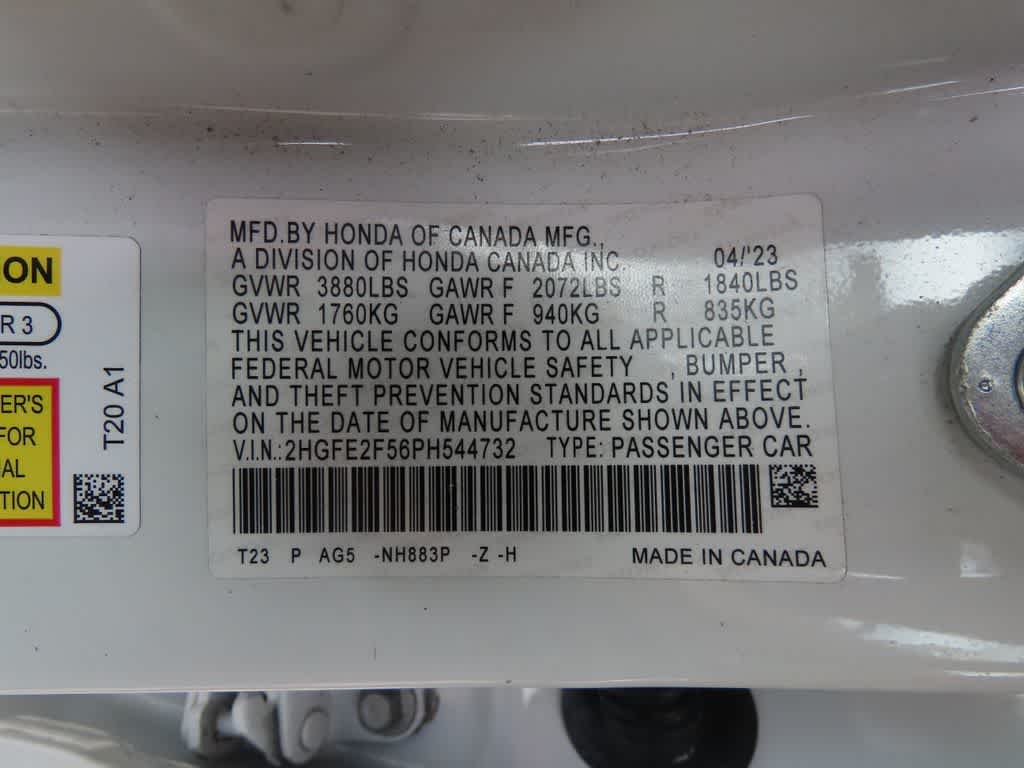 MFD.BY HONDA OF CANADA MFG.,
A DIVISION OF HONDA CANADA INC. 04/'23
GVWR 3880LBS GAWR F 2072LBS R 1840LBS
GVWR 1760KG GAWR F 940KG R 835KG
THIS VEHICLE CONFORMS TO ALL APPLICABLE
FEDERAL MOTOR VEHICLE SAFETY , BUMPER ,
AND THEFT PREVENTION STANDARDS IN EFFECT
ON THE DATE OF MANUFACTURE SHOWN ABOVE.
V.I.N.:2HGFE2F56PH544732 TYPE: PASSENGER CAR
T23 P AG5 -NH883P -Z -H MADE IN CANADA
ION
R 3
50lbs.
ER'S
FOR
IAL
TION
T20 A1